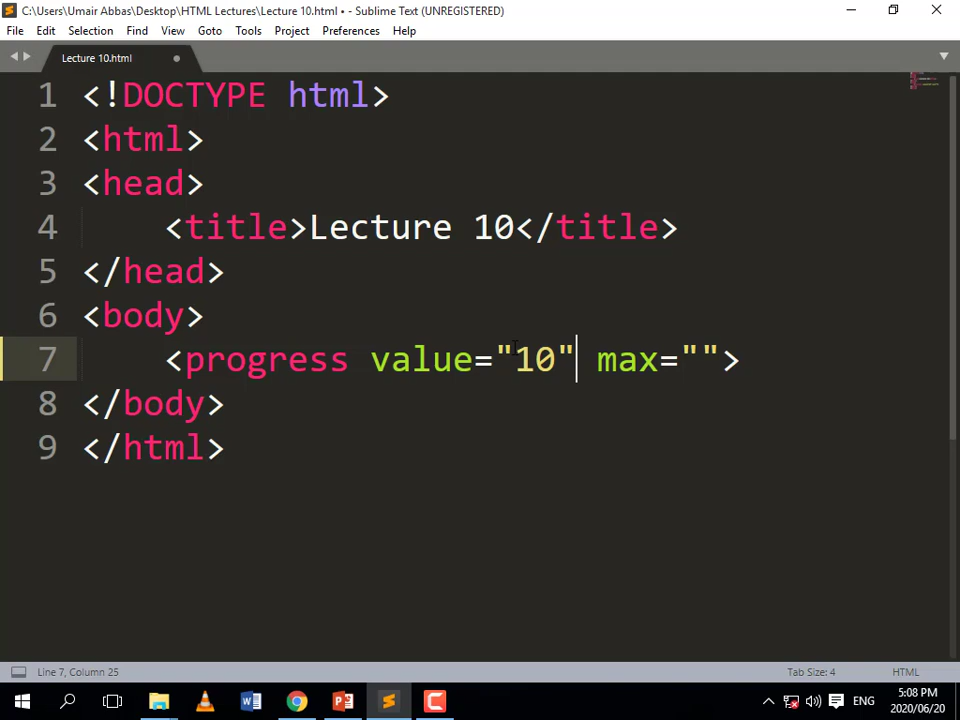 C:\Users\Umair Abbas\Desktop\HTML Lectures\Lecture 10.html • - Sublime Text (UNREGISTERED)
File Edit Selection Find View Goto Tools Project Preferences Help
Lecture 10.html
1 <!DOCTYPE html>
2 <html>
3 <head>
4 <title>Lecture 10</title>
5 </head>
6 <body>
7 <progress value="10" max="">
8 </body>
9 </html>
Line 7, Column 25 Tab Size: 4 HTML
ENG 5:08 PM
2020/06/20